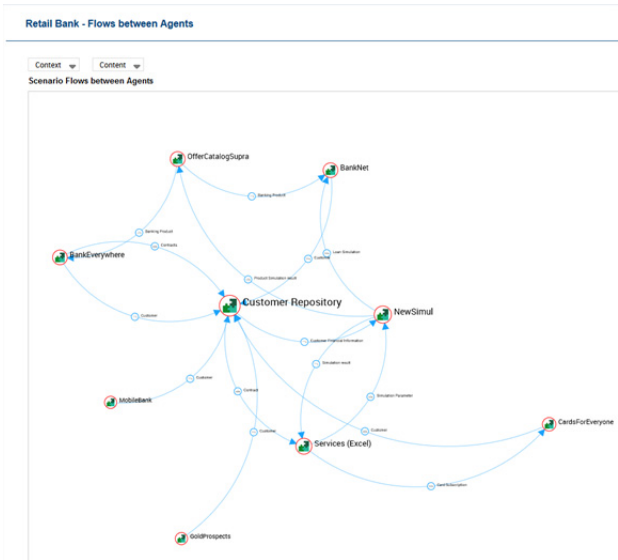 Retail Bank - Flows between Agents
Context
Content
Scenario Flows between Agents
OfferCatalogSupra
BankNet
Banking Product
Banking Product
Contracts
Loan Simulation
BankEverywhere
Customer
Product Simulation result
Customer Repository
NewSimul
Customer
Customer Financial Information
Simulation result
Customer
Contract
Simulation Parameter
MobileBank
CardsForEveryone
Customer
Customer
Services (Excel)
Card Subscription
GoldProspects